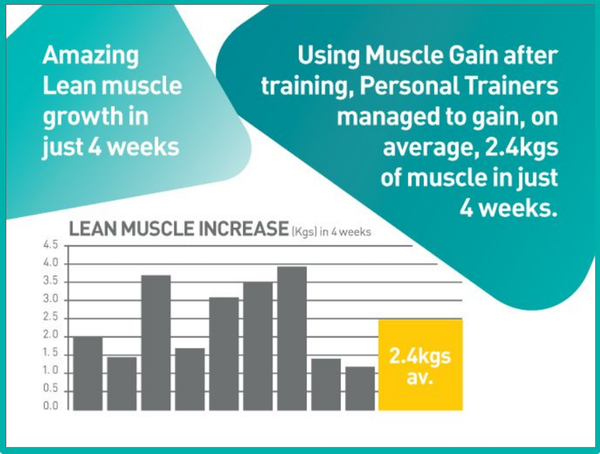 Amazing
Lean muscle
growth in
just 4 weeks
Using Muscle Gain after
training, Personal Trainers
managed to gain, on
average, 2.4kgs
of muscle in just
4 weeks.
LEAN MUSCLE INCREASE (Kgs) in 4 weeks
4.5
4.0
3.5
3.0
2.5
2.0
1.5
1.0
0.5
0.0
2.4kgs
av.